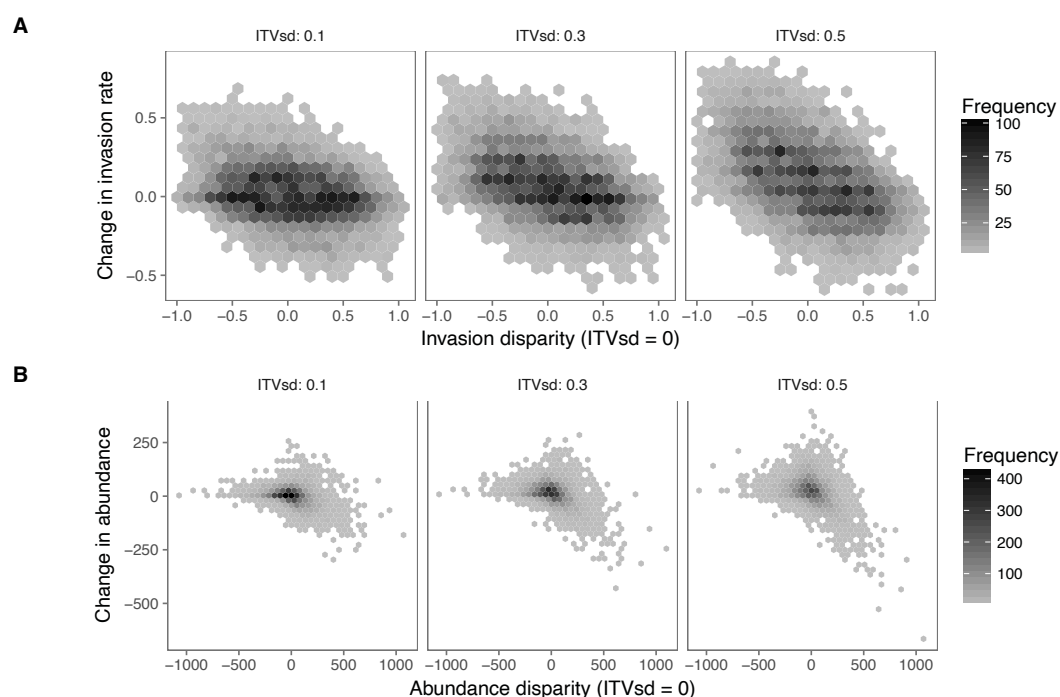 A
ITVsd: 0.1
ITVsd: 0.3
ITVsd: 0.5
Change in invasion rate
0.5
0.0
−0.5
−1.0 −0.5 0.0 0.5 1.0
−1.0 −0.5 0.0 0.5 1.0
−1.0 −0.5 0.0 0.5 1.0
Invasion disparity (ITVsd = 0)
Frequency
100
75
50
25
B
ITVsd: 0.1
ITVsd: 0.3
ITVsd: 0.5
Change in abundance
250
0
−250
−500
−1000 −500 0 500 1000
−1000 −500 0 500 1000
−1000 −500 0 500 1000
Abundance disparity (ITVsd = 0)
Frequency
400
300
200
100